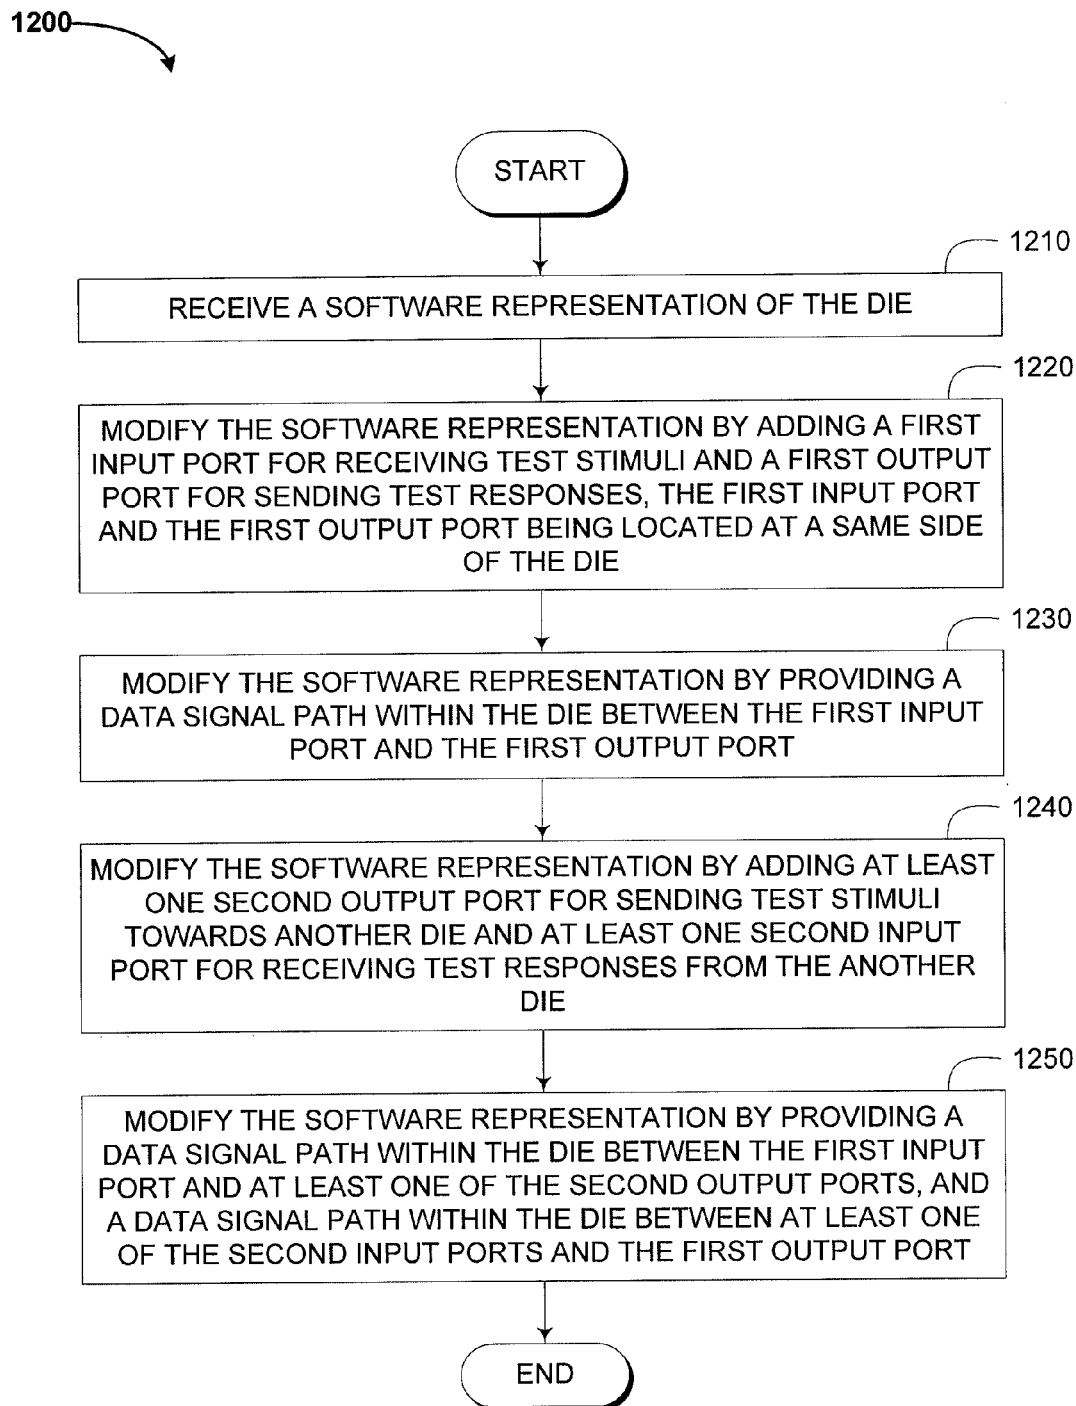 1200
START
1210
RECEIVE A SOFTWARE REPRESENTATION OF THE DIE
1220
MODIFY THE SOFTWARE REPRESENTATION BY ADDING A FIRST
INPUT PORT FOR RECEIVING TEST STIMULI AND A FIRST OUTPUT
PORT FOR SENDING TEST RESPONSES, THE FIRST INPUT PORT
AND THE FIRST OUTPUT PORT BEING LOCATED AT A SAME SIDE
OF THE DIE
1230
MODIFY THE SOFTWARE REPRESENTATION BY PROVIDING A
DATA SIGNAL PATH WITHIN THE DIE BETWEEN THE FIRST INPUT
PORT AND THE FIRST OUTPUT PORT
1240
MODIFY THE SOFTWARE REPRESENTATION BY ADDING AT LEAST
ONE SECOND OUTPUT PORT FOR SENDING TEST STIMULI
TOWARDS ANOTHER DIE AND AT LEAST ONE SECOND INPUT
PORT FOR RECEIVING TEST RESPONSES FROM THE ANOTHER
DIE
1250
MODIFY THE SOFTWARE REPRESENTATION BY PROVIDING A
DATA SIGNAL PATH WITHIN THE DIE BETWEEN THE FIRST INPUT
PORT AND AT LEAST ONE OF THE SECOND OUTPUT PORTS, AND
A DATA SIGNAL PATH WITHIN THE DIE BETWEEN AT LEAST ONE
OF THE SECOND INPUT PORTS AND THE FIRST OUTPUT PORT
END